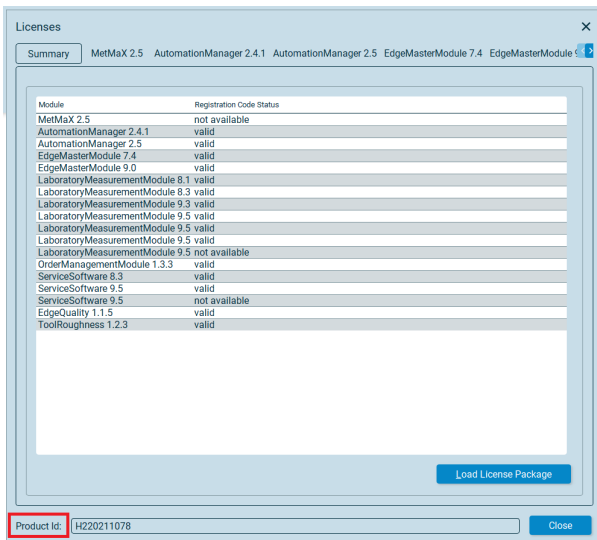 Licenses
Summary MetMaX 2.5 AutomationManager 2.4.1 AutomationManager 2.5 EdgeMasterModule 7.4 EdgeMasterModule
Module Registration Code Status
MetMaX 2.5 not available
AutomationManager 2.4.1 valid
AutomationManager 2.5 valid
EdgeMasterModule 7.4 valid
EdgeMasterModule 9.0 valid
LaboratoryMeasurementModule 8.1 valid
LaboratoryMeasurementModule 8.3 valid
LaboratoryMeasurementModule 9.3 valid
LaboratoryMeasurementModule 9.5 valid
LaboratoryMeasurementModule 9.5 valid
LaboratoryMeasurementModule 9.5 valid
LaboratoryMeasurementModule 9.5 not available
OrderManagementModule 1.3.3 valid
ServiceSoftware 8.3 valid
ServiceSoftware 9.5 valid
ServiceSoftware 9.5 not available
EdgeQuality 1.1.5 valid
ToolRoughness 1.2.3 valid
Load License Package
Product Id: H220211078 Close